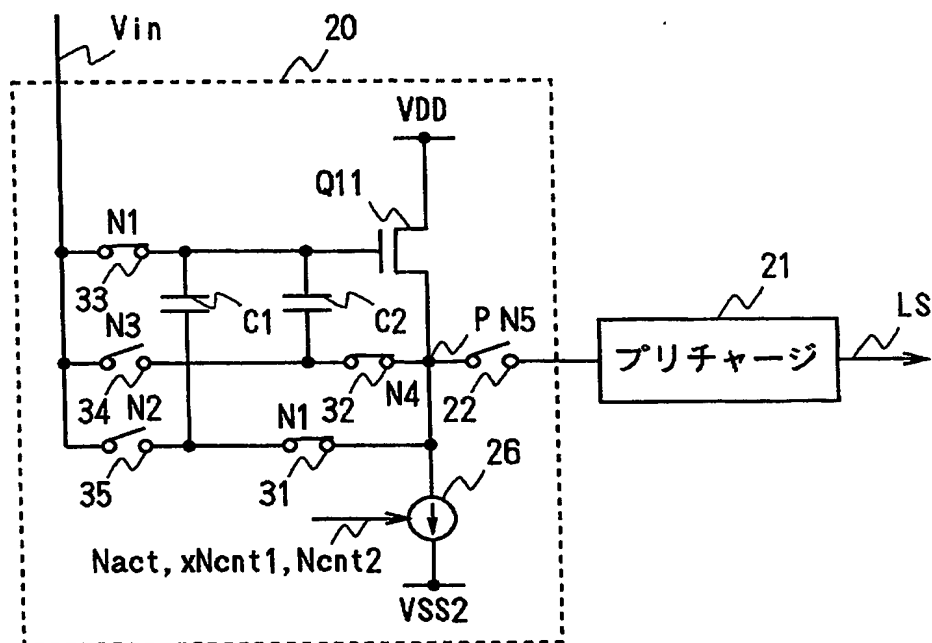 Vin
20
VDD
Q11
N1
33
C1
C2
P N5
21
LS
プリチャージ
N3
34
32
N4
22
N2
35
N1
31
26
Nact, xNcnt1, Ncnt2
VSS2